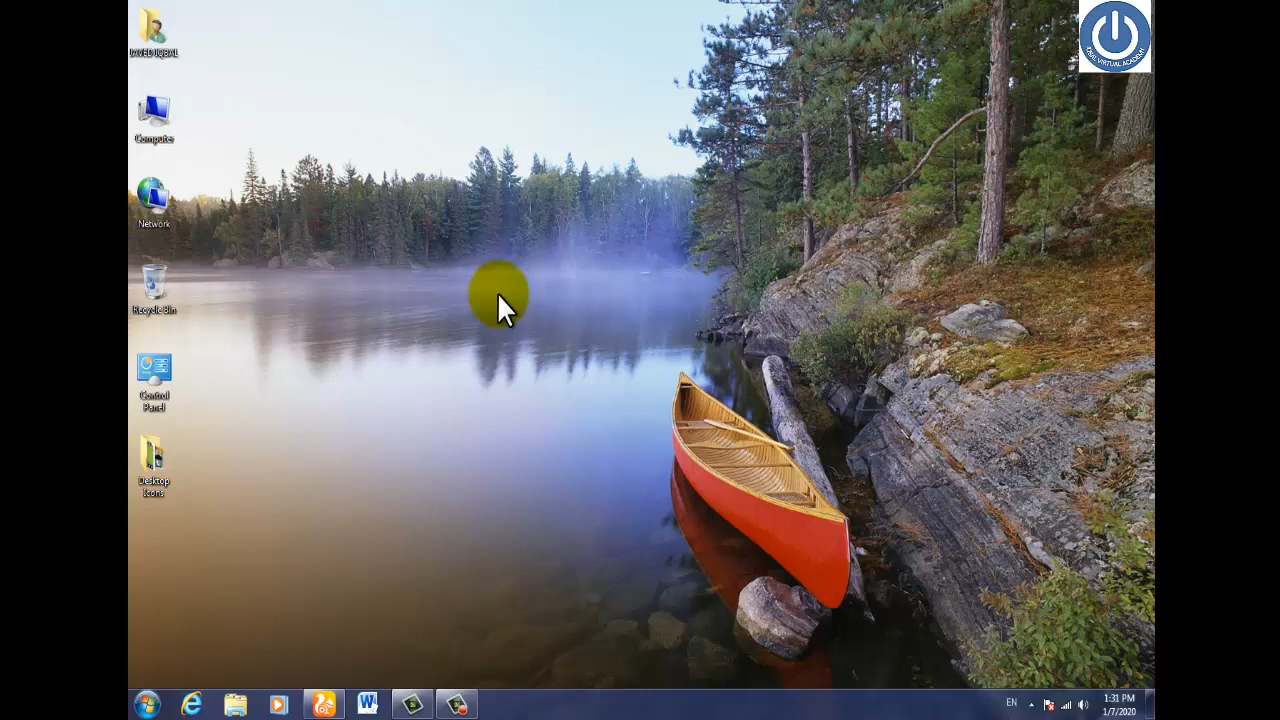 JAVED IQBAL
Computer
Network
Recycle Bin
Control
Panel
Desktop
Icons
EN
1:31 PM
1/7/2020